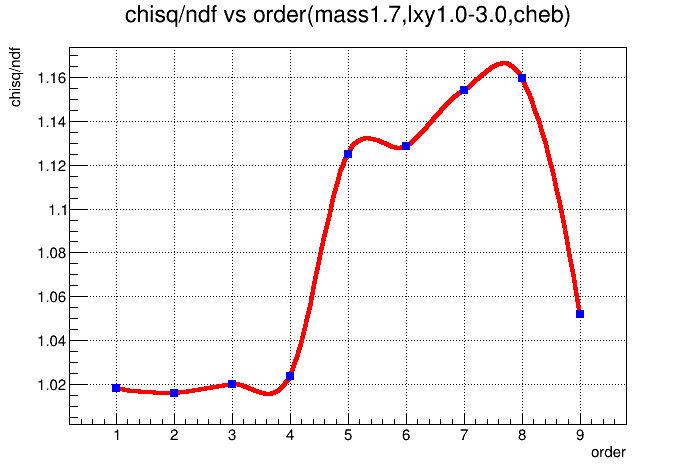 chisq/ndf vs order(mass1.7,lxy1.0-3.0,cheb)
chisq/ndf
1.16
1.14
1.12
1.1
1.08
1.06
1.04
1.02
1 2 3 4 5 6 7 8 9
order